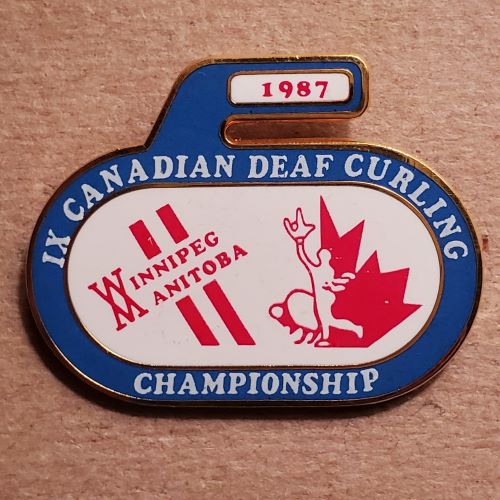 1987
IX CANADIAN DEAF CURLING
WINNIPEG
MANITOBA
CHAMPIONSHIP